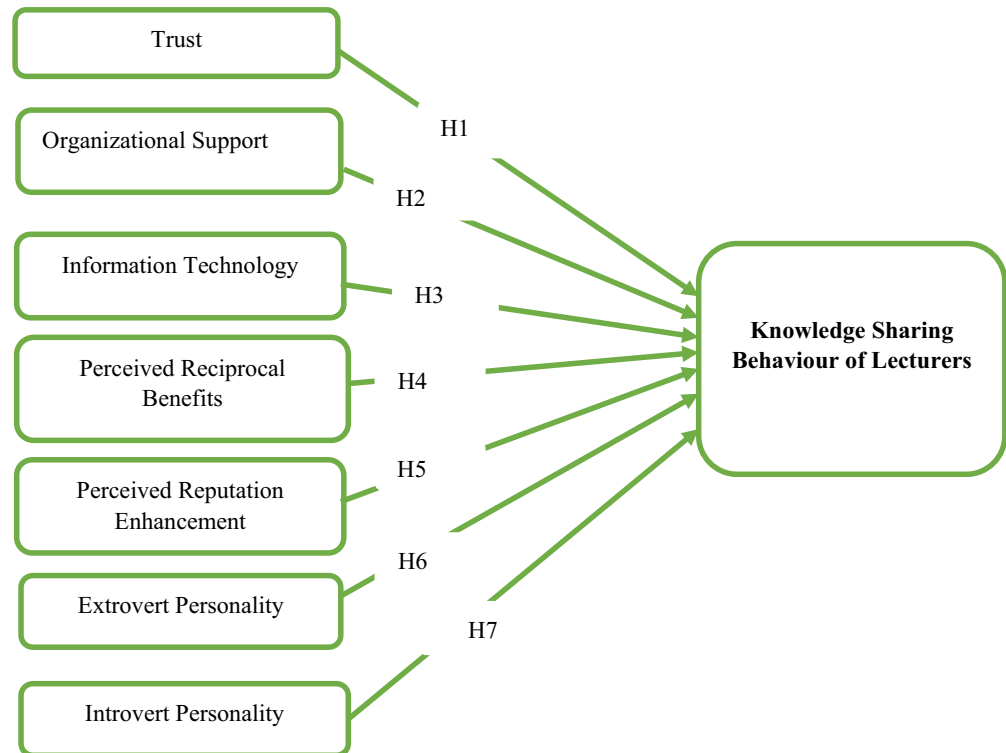 Trust
H1
Organizational Support
H2
Information Technology
H3
Perceived Reciprocal
Benefits
H4
Perceived Reputation
Enhancement
H5
Extrovert Personality
H6
Introvert Personality
H7
Knowledge Sharing
Behaviour of Lecturers